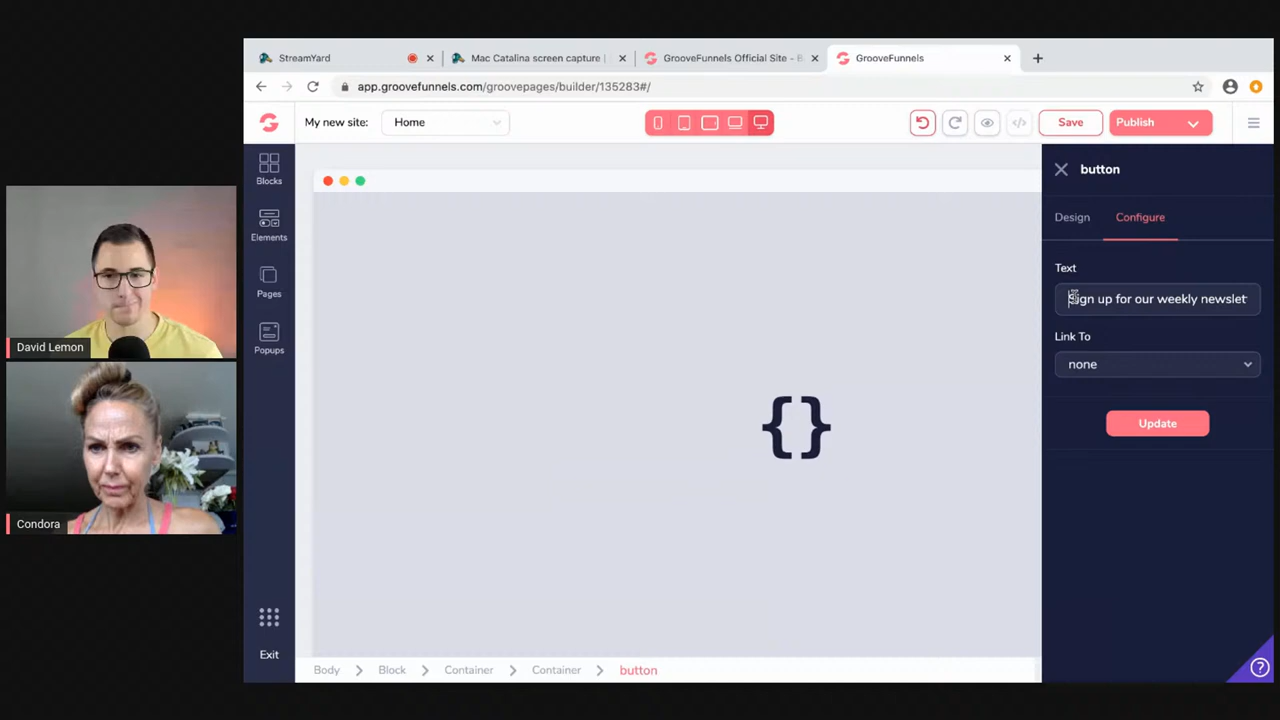 StreamYard
Mac Catalina screen capture |
GrooveFunnels Official Site - B
GrooveFunnels
app.groovefunnels.com/groovepages/builder/135283#/
My new site:
Home
Save
Publish
Blocks
Elements
Pages
Popups
Exit
{}
button
Design
Configure
Text
Sign up for our weekly newslet
Link To
none
Update
?
Body
Block
Container
Container
button
David Lemon
Condora